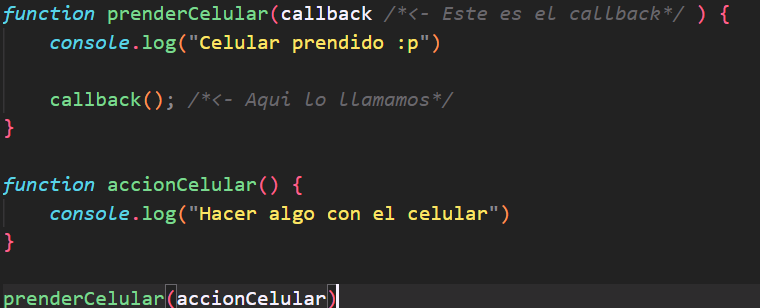 function prenderCelular(callback /*<- Este es el callback*/ ) {
console.log("Celular prendido :p")
callback(); /*<- Aqui lo llamamos*/
}
function accionCelular() {
console.log("Hacer algo con el celular")
}
prenderCelular(accionCelular)